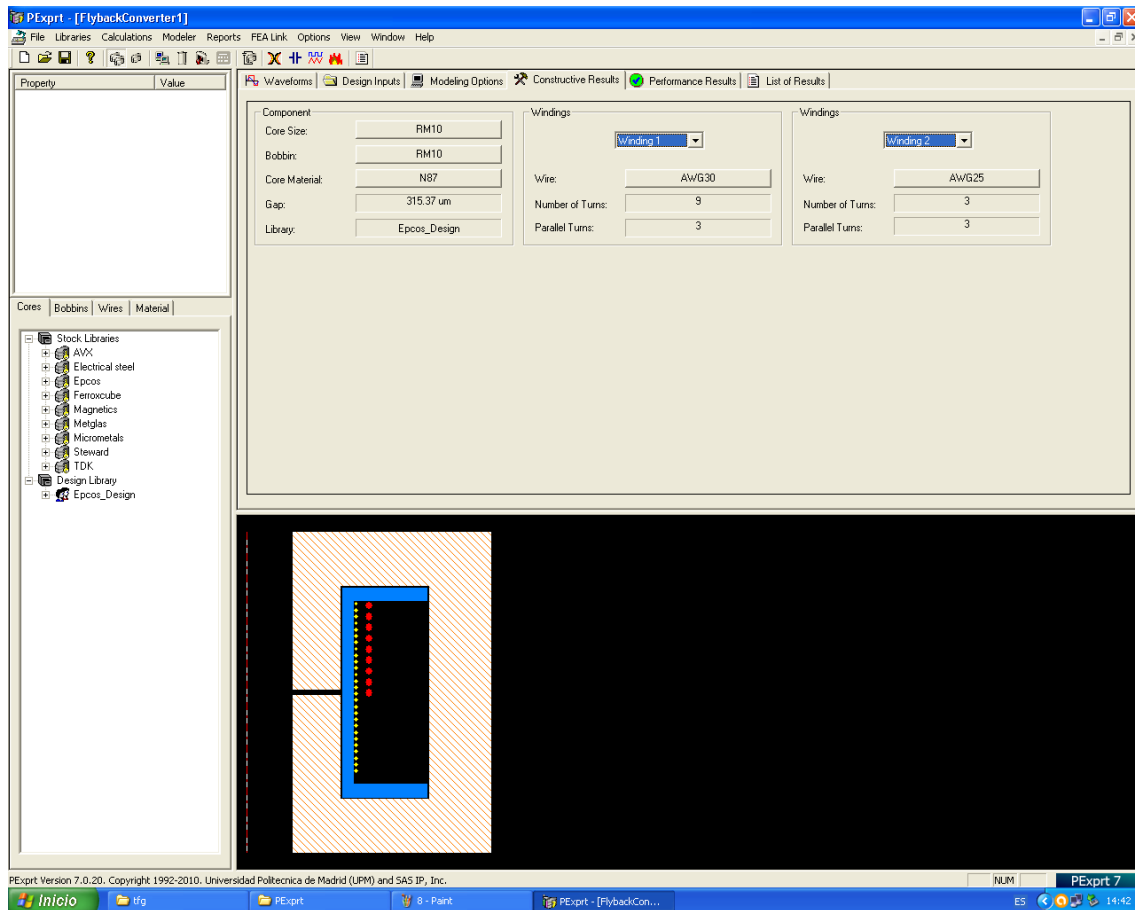 PExprt - [FlybackConverter1]
File Libraries Calculations Modeler Reports FEA Link Options View Window Help
Property Value
Waveforms Design Inputs Modeling Options Constructive Results Performance Results List of Results
Component
Core Size: RM10
Bobbin: RM10
Core Material: N87
Gap: 315.37 um
Library: Epcos_Design
Windings
Winding 1
Wire: AWG30
Number of Turns: 9
Parallel Turns: 3
Windings
Winding 2
Wire: AWG25
Number of Turns: 3
Parallel Turns: 3
Cores Bobbins Wires Material
Stock Libraries
AVX
Electrical steel
Epcos
Ferroxcube
Magnetics
Metglas
Micrometals
Steward
TDK
Design Library
Epcos_Design
PExprt Version 7.0.20. Copyright 1992-2010. Universidad Politecnica de Madrid (UPM) and SAS IP, Inc.
NUM
PExprt 7
Inicio
tfg
PExprt
8 - Paint
PExprt - [FlybackCon...
ES
14:42